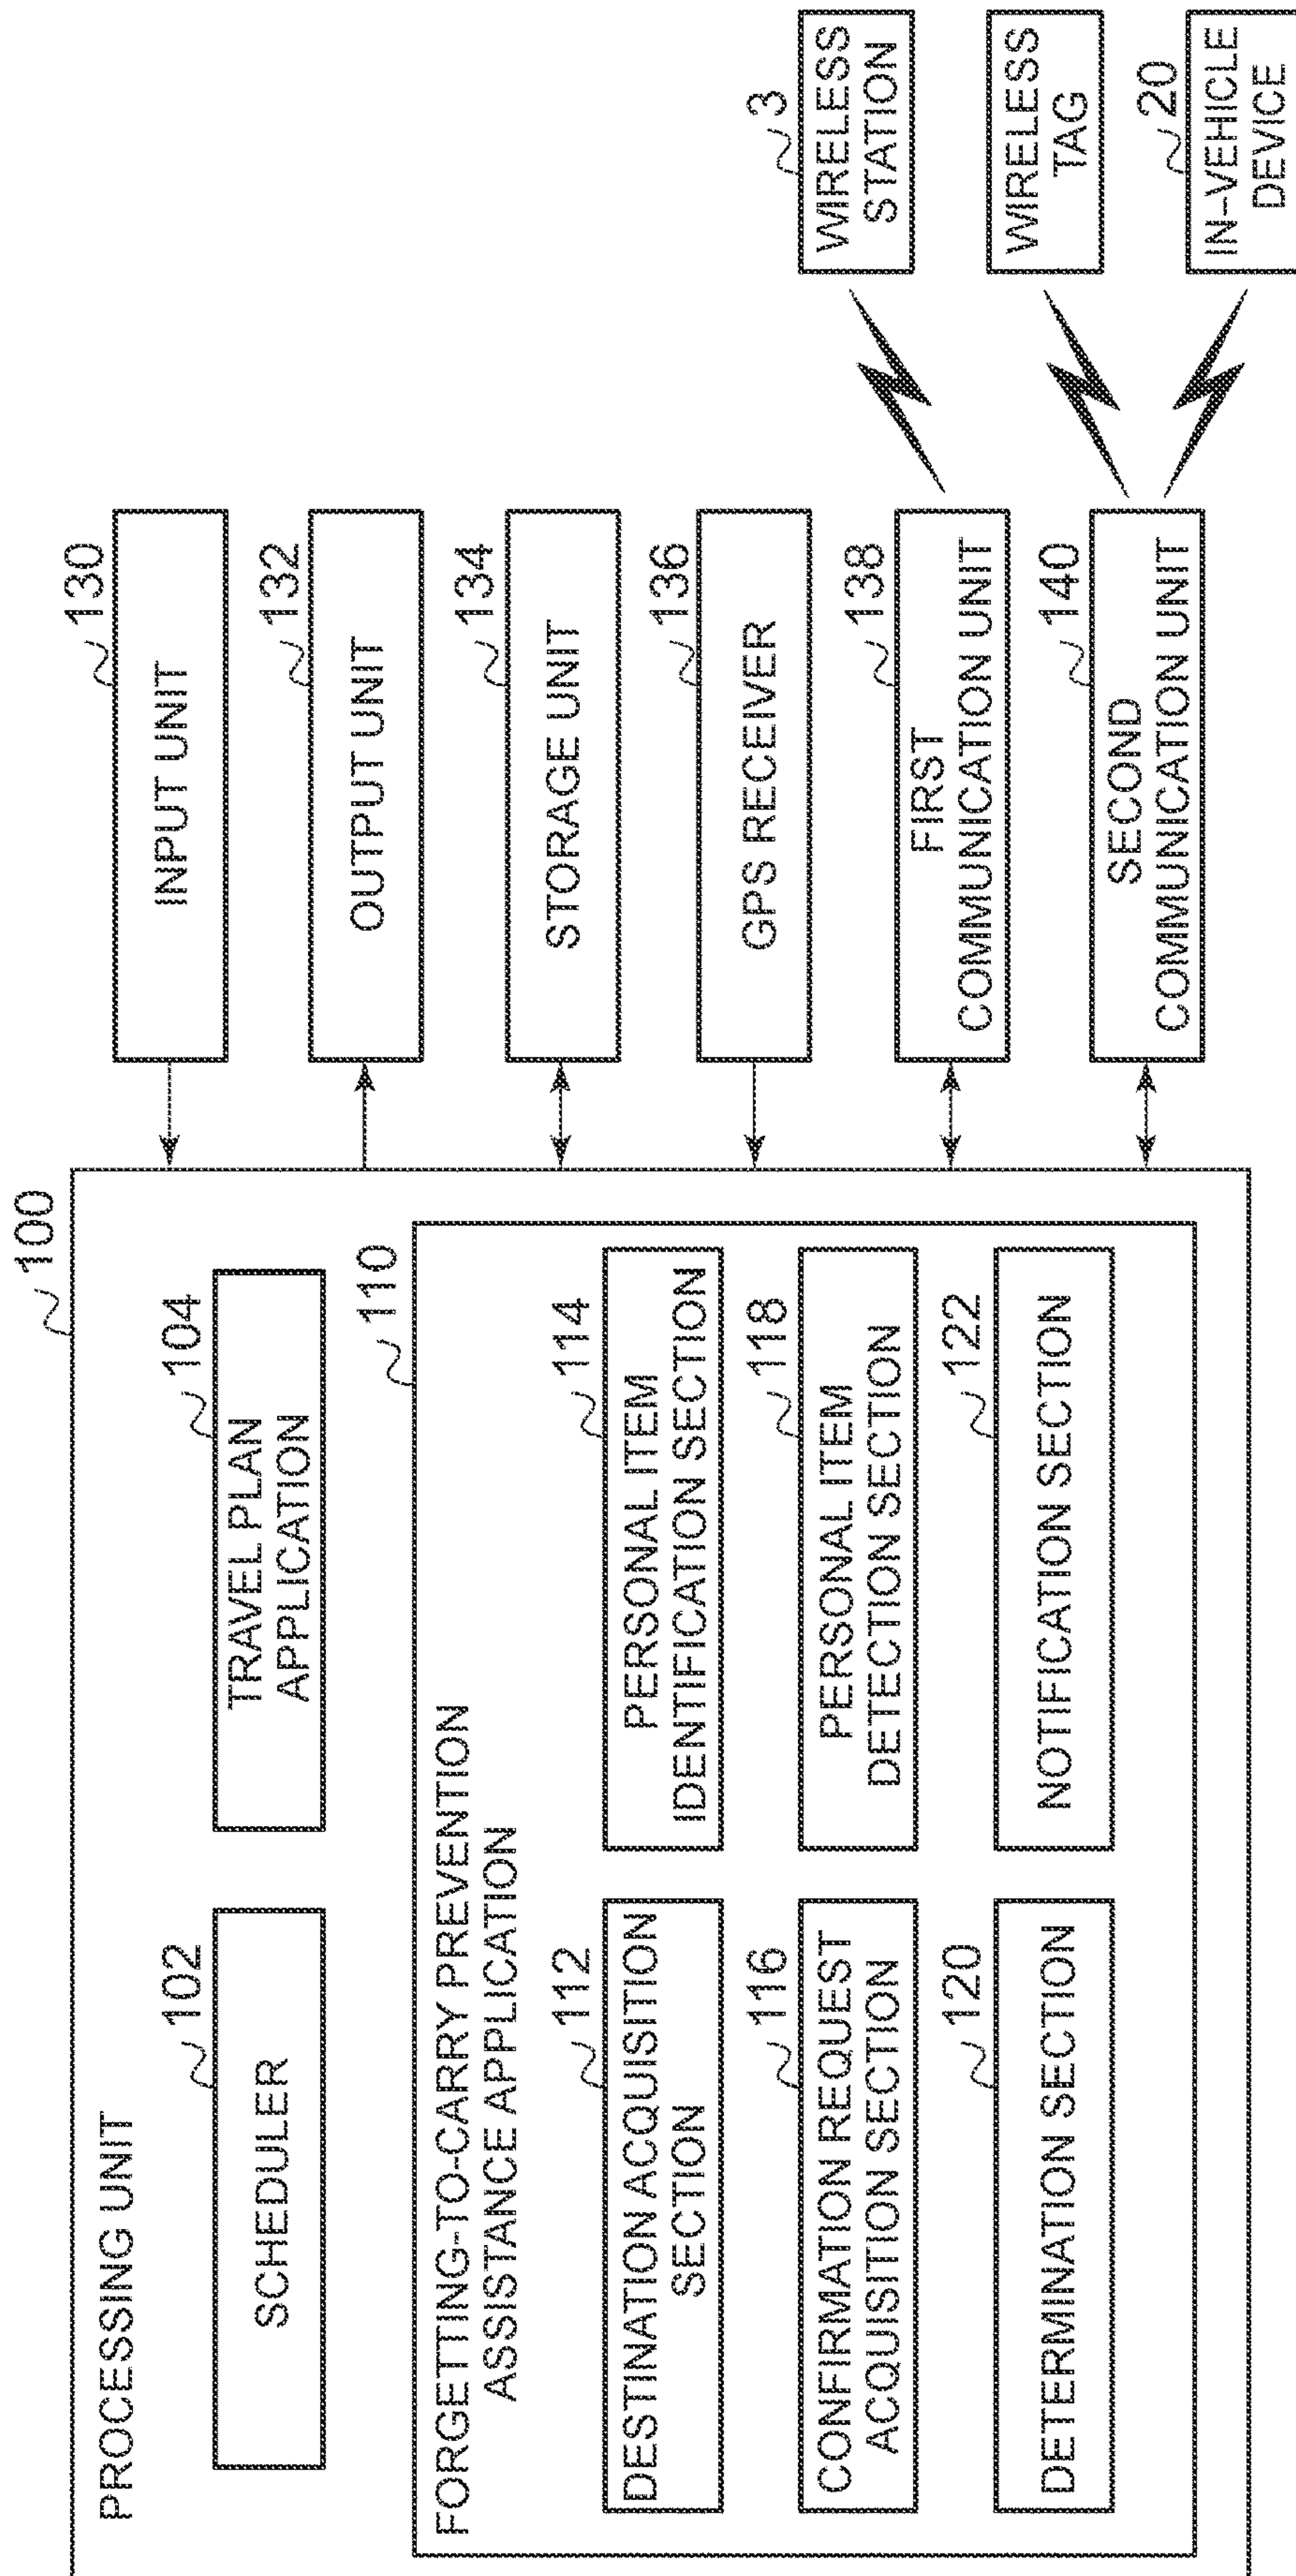 100
PROCESSING UNIT
102
SCHEDULER
104
TRAVEL PLAN
APPLICATION
110
FORGETTING-TO-CARRY PREVENTION
ASSISTANCE APPLICATION
112
DESTINATION ACQUISITION
SECTION
114
PERSONAL ITEM
IDENTIFICATION SECTION
116
CONFIRMATION REQUEST
ACQUISITION SECTION
118
PERSONAL ITEM
DETECTION SECTION
120
DETERMINATION SECTION
122
NOTIFICATION SECTION
130
INPUT UNIT
132
OUTPUT UNIT
134
STORAGE UNIT
136
GPS RECEIVER
138
FIRST
COMMUNICATION UNIT
140
SECOND
COMMUNICATION UNIT
3
WIRELESS
STATION
WIRELESS
TAG
20
IN-VEHICLE
DEVICE